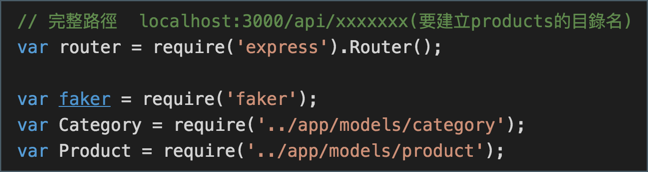 // 完整路徑  localhost:3000/api/xxxxxxx(要建立products的目錄名)
var router = require('express').Router();
var faker = require('faker');
var Category = require('../app/models/category');
var Product = require('../app/models/product');